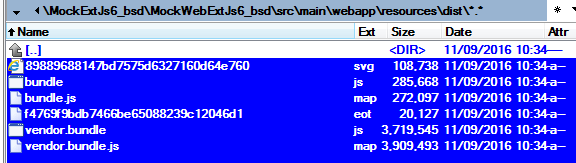 \MockExtJs6_bsd\MockWebExtJs6_bsd\src\main\webapp\resources\dist\*.*
Name Ext Size Date Attr
[..] <DIR> 11/09/2016 10:34 ----
89889688147bd7575d6327160d64e760 svg 108,738 11/09/2016 10:34 -a--
bundle js 285,668 11/09/2016 10:34 -a--
bundle.js map 272,097 11/09/2016 10:34 -a--
f4769f9bdb7466be65088239c12046d1 eot 20,127 11/09/2016 10:34 -a--
vendor.bundle js 3,719,545 11/09/2016 10:34 -a--
vendor.bundle.js map 3,909,493 11/09/2016 10:34 -a--